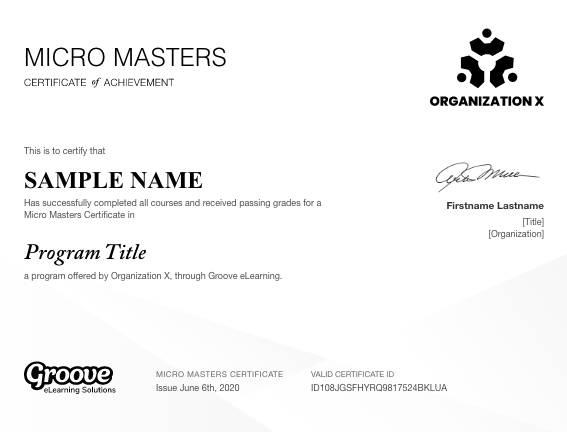 MICRO MASTERS
CERTIFICATE of ACHIEVEMENT
ORGANIZATION X
This is to certify that
SAMPLE NAME
Has successfully completed all courses and received passing grades for a
Micro Masters Certificate in
Program Title
a program offered by Organization X, through Groove eLearning.
Firstname Lastname
[Title]
[Organization]
Groove
eLearning Solutions
MICRO MASTERS CERTIFICATE
Issue June 6th, 2020
VALID CERTIFICATE ID
ID108JGSFHYRQ9817524BKLUA